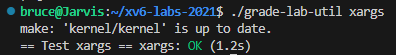 bruce@Jarvis:~/xv6-labs-2021$ ./grade-lab-util xargs
make: 'kernel/kernel' is up to date.
== Test xargs == xargs: OK (1.2s)